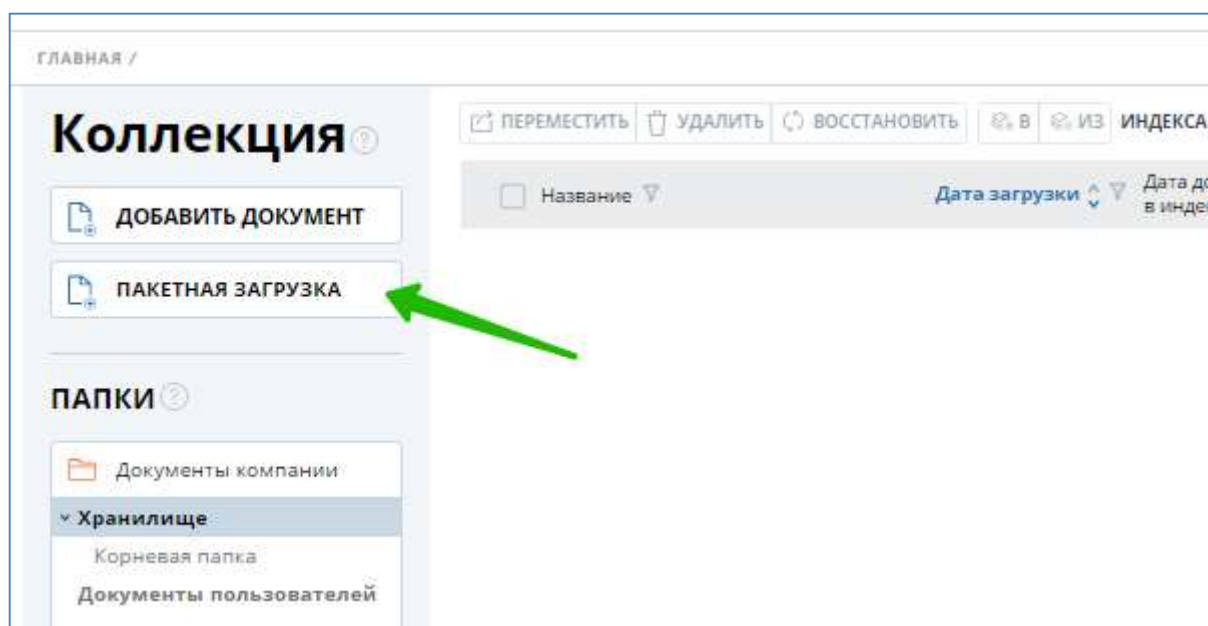 ГЛАВНАЯ /
Коллекция
ДОБАВИТЬ ДОКУМЕНТ
ПАКЕТНАЯ ЗАГРУЗКА
ПАПКИ
Документы компании
Хранилище
Корневая папка
Документы пользователей
ПЕРЕМЕСТИТЬ УДАЛИТЬ ВОССТАНОВИТЬ В ИЗ ИНДЕКСА
Название Дата загрузки Дата
в